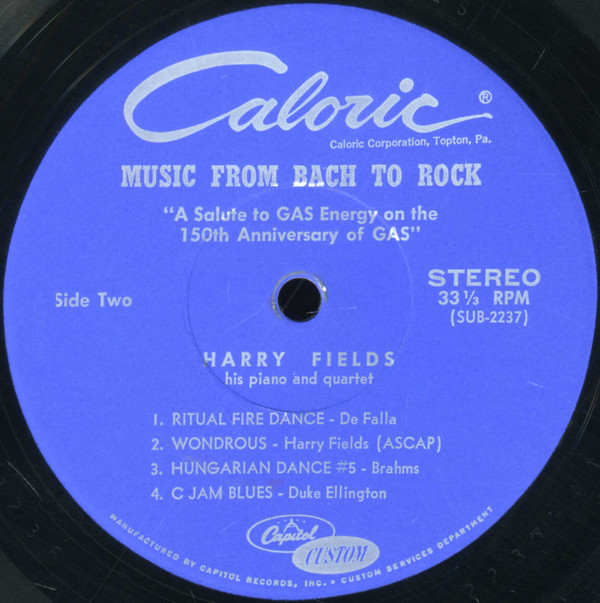 Caloric®
Caloric Corporation, Topton, Pa.
MUSIC FROM BACH TO ROCK
"A Salute to GAS Energy on the
150th Anniversary of GAS"
Side Two
STEREO
33 1/3 RPM
(SUB-2237)
HARRY FIELDS
his piano and quartet
1. RITUAL FIRE DANCE - De Falla
2. WONDROUS - Harry Fields (ASCAP)
3. HUNGARIAN DANCE #5 - Brahms
4. C JAM BLUES - Duke Ellington
Capitol
CUSTOM
MANUFACTURED BY CAPITOL RECORDS, INC. • CUSTOM SERVICES DEPARTMENT